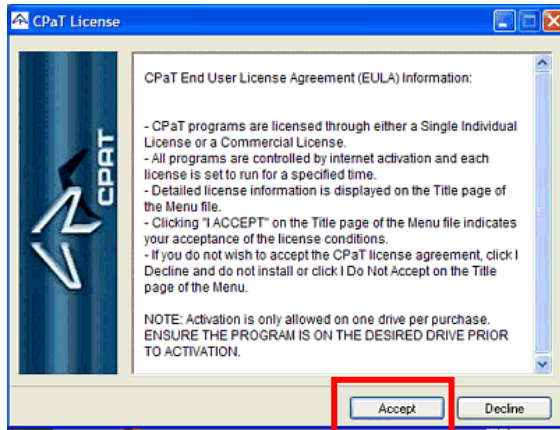 CPaT License
CPaT End User License Agreement (EULA) Information:
- CPaT programs are licensed through either a Single Individual
License or a Commercial License.
- All programs are controlled by internet activation and each
license is set to run for a specified time.
- Detailed license information is displayed on the Title page of
the Menu file.
- Clicking "I ACCEPT" on the Title page of the Menu file indicates
your acceptance of the license conditions.
- If you do not wish to accept the CPaT license agreement, click I
Decline and do not install or click I Do Not Accept on the Title
page of the Menu.
NOTE: Activation is only allowed on one drive per purchase.
ENSURE THE PROGRAM IS ON THE DESIRED DRIVE PRIOR
TO ACTIVATION.
CPAT
Accept
Decline